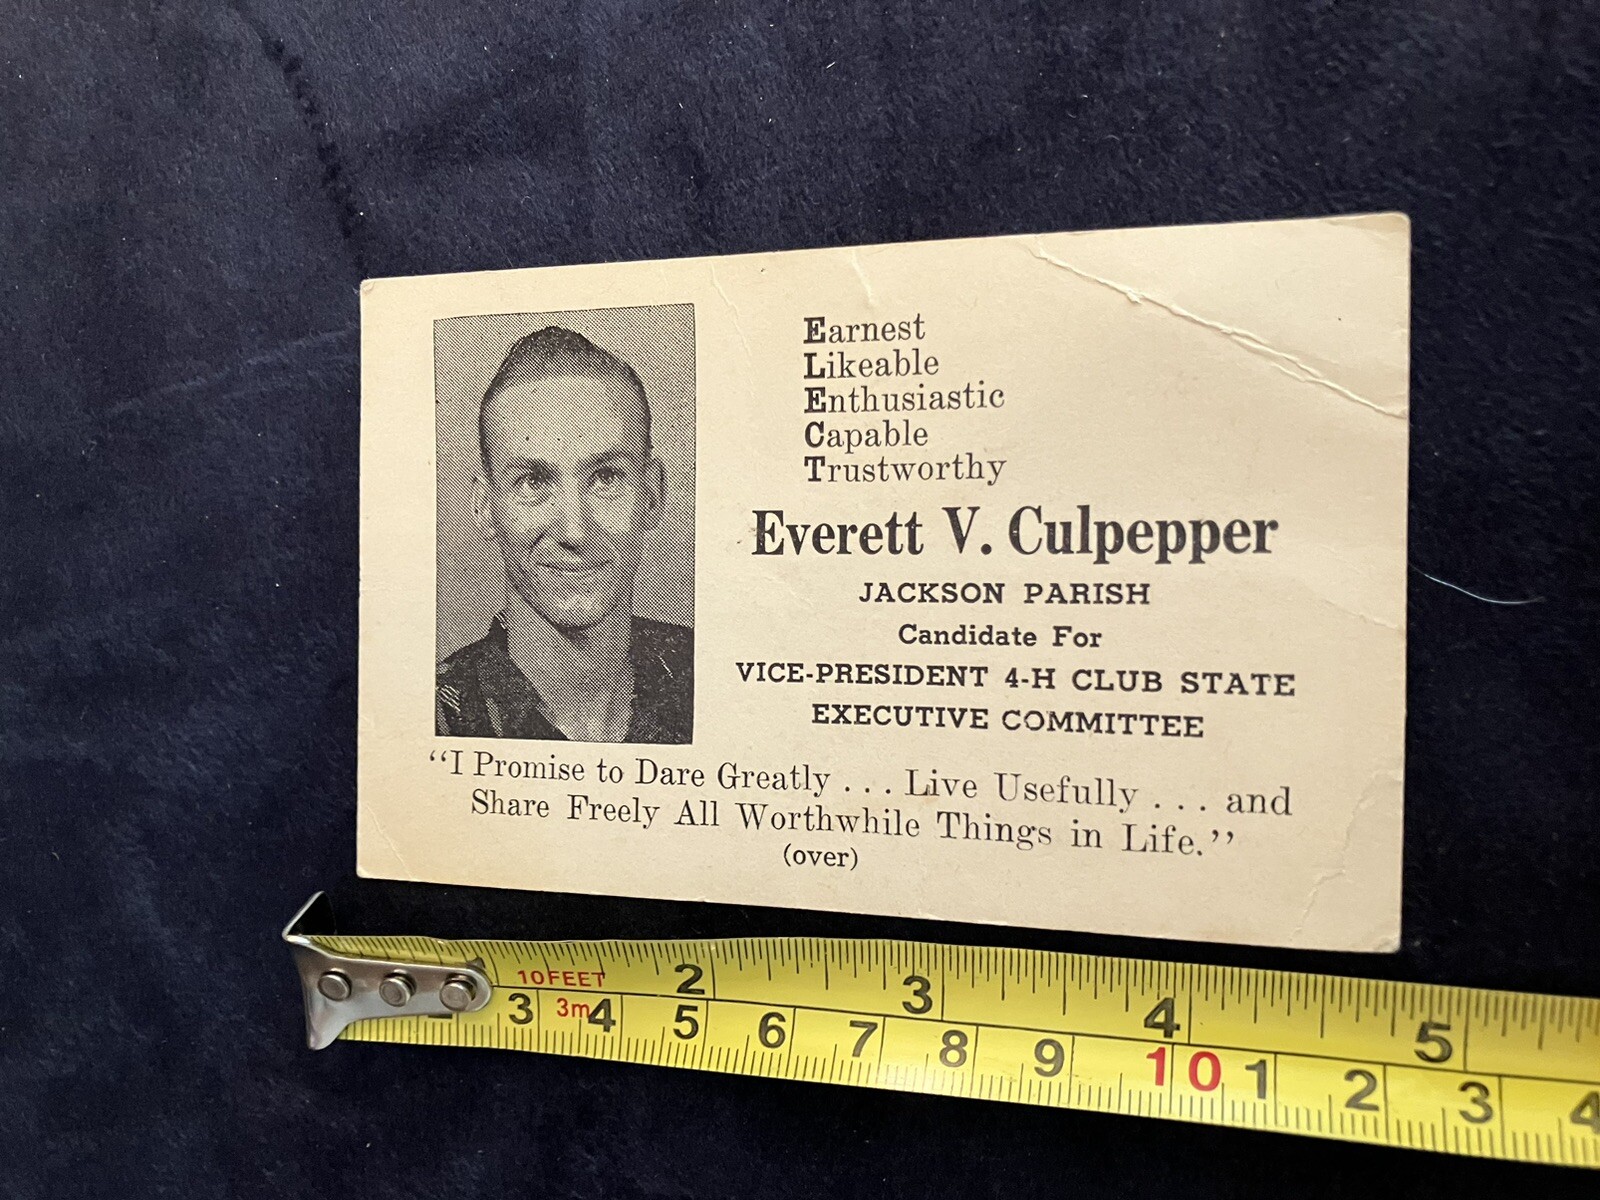 Earnest
Likeable
Enthusiastic
Capable
Trustworthy
Everett V. Culpepper
JACKSON PARISH
Candidate For
VICE-PRESIDENT 4-H CLUB STATE
EXECUTIVE COMMITTEE
“I Promise to Dare Greatly . . . Live Usefully . . . and
Share Freely All Worthwhile Things in Life.”
(over)
10FEET 2 3 4 5
3 3m 4 5 6 7 8 9 10 1 2 3 4